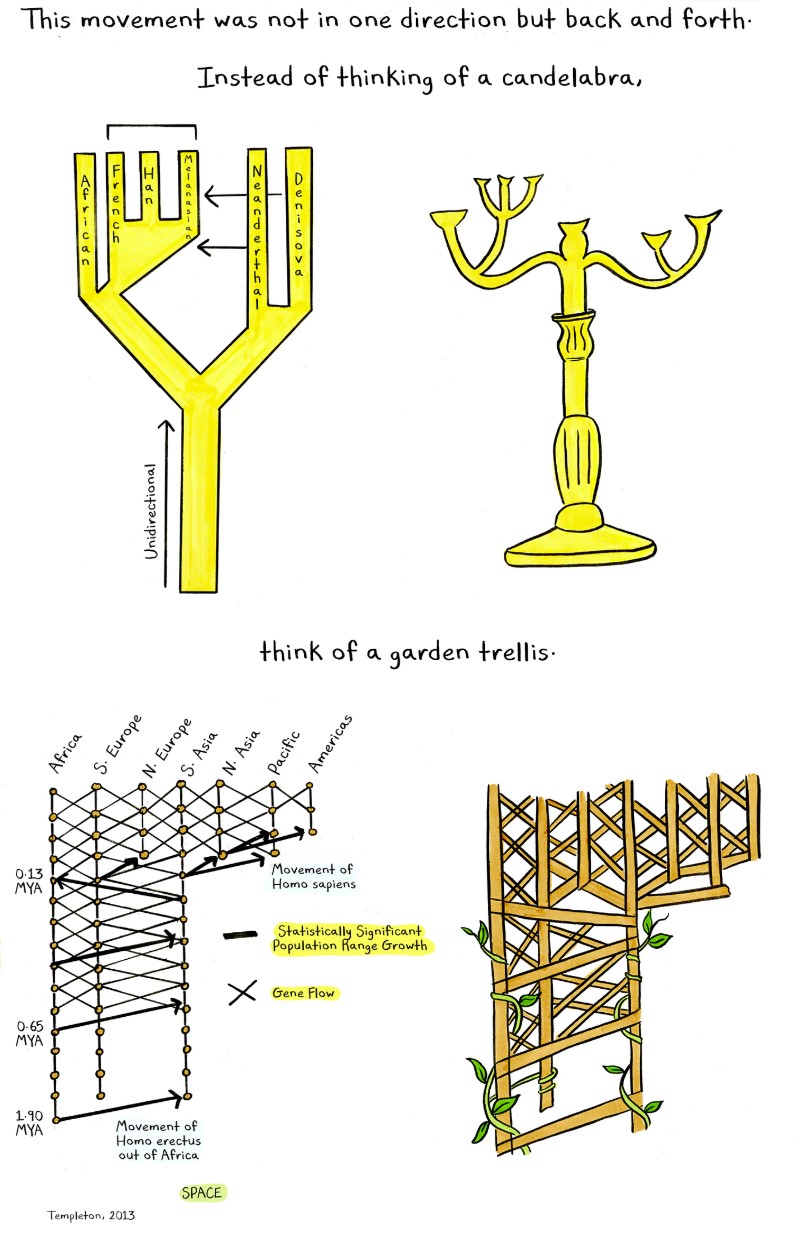 This movement was not in one direction but back and forth.
Instead of thinking of a candelabra,
African
French
Han
Melanasian
Neanderthal
Denisova
Unidirectional
think of a garden trellis.
Africa
S. Europe
N. Europe
S. Asia
N. Asia
Pacific
Americas
0.13
MYA
Movement of
Homo sapiens
Statistically Significant
Population Range Growth
Gene Flow
0.65
MYA
1.90
MYA
Movement of
Homo erectus
out of Africa
SPACE
Templeton, 2013